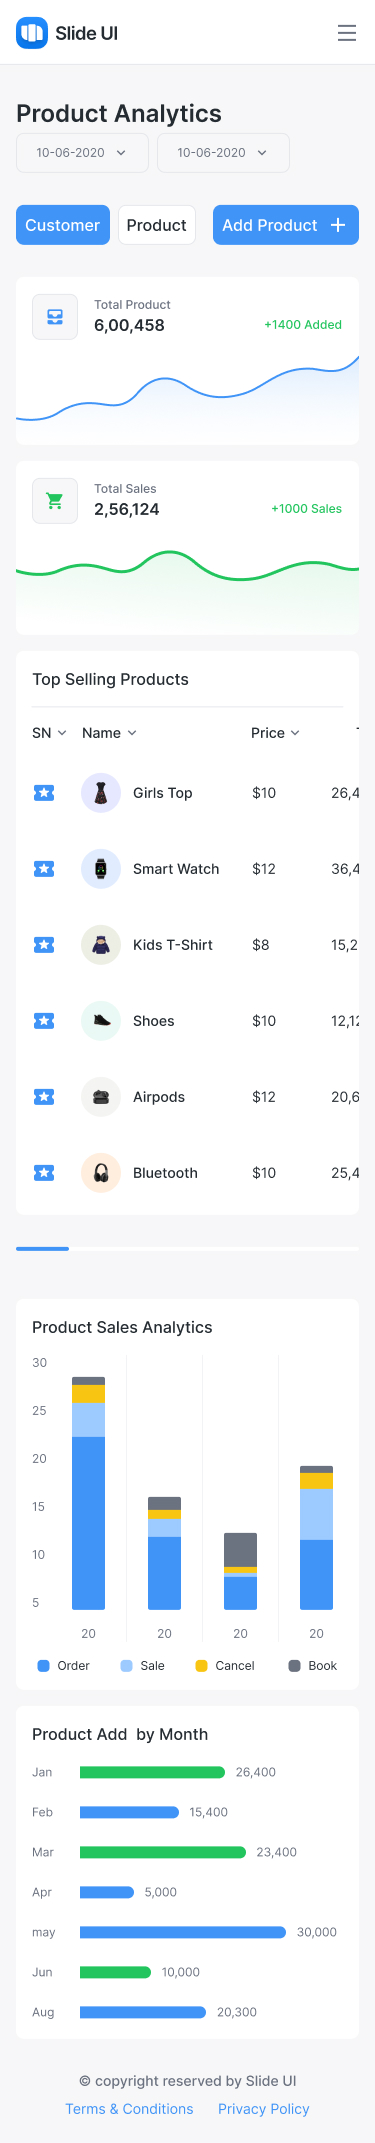 Slide UI
Product Analytics
10-06-2020 10-06-2020
Customer Product Add Product +
Total Product
6,00,458
+1400 Added
Total Sales
2,56,124
+1000 Sales
Top Selling Products
SN Name Price
Girls Top $10 26,4
Smart Watch $12 36,4
Kids T-Shirt $8 15,2
Shoes $10 12,12
Airpods $12 20,6
Bluetooth $10 25,4
Product Sales Analytics
30
25
20
15
10
5
20 20 20 20
Order Sale Cancel Book
Product Add by Month
Jan 26,400
Feb 15,400
Mar 23,400
Apr 5,000
may 30,000
Jun 10,000
Aug 20,300
© copyright reserved by Slide UI
Terms & Conditions Privacy Policy